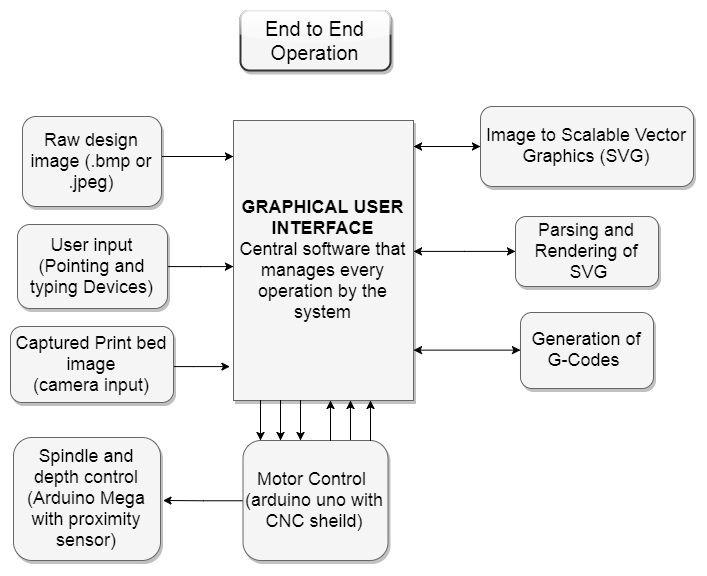 End to End
Operation
Raw design
image (.bmp or
.jpeg)
User input
(Pointing and
typing Devices)
Captured Print bed
image
(camera input)
GRAPHICAL USER
INTERFACE
Central software that
manages every
operation by the
system
Image to Scalable Vector
Graphics (SVG)
Parsing and
Rendering of
SVG
Generation of
G-Codes
Spindle and
depth control
(Arduino Mega
with proximity
sensor)
Motor Control
(arduino uno with
CNC sheild)